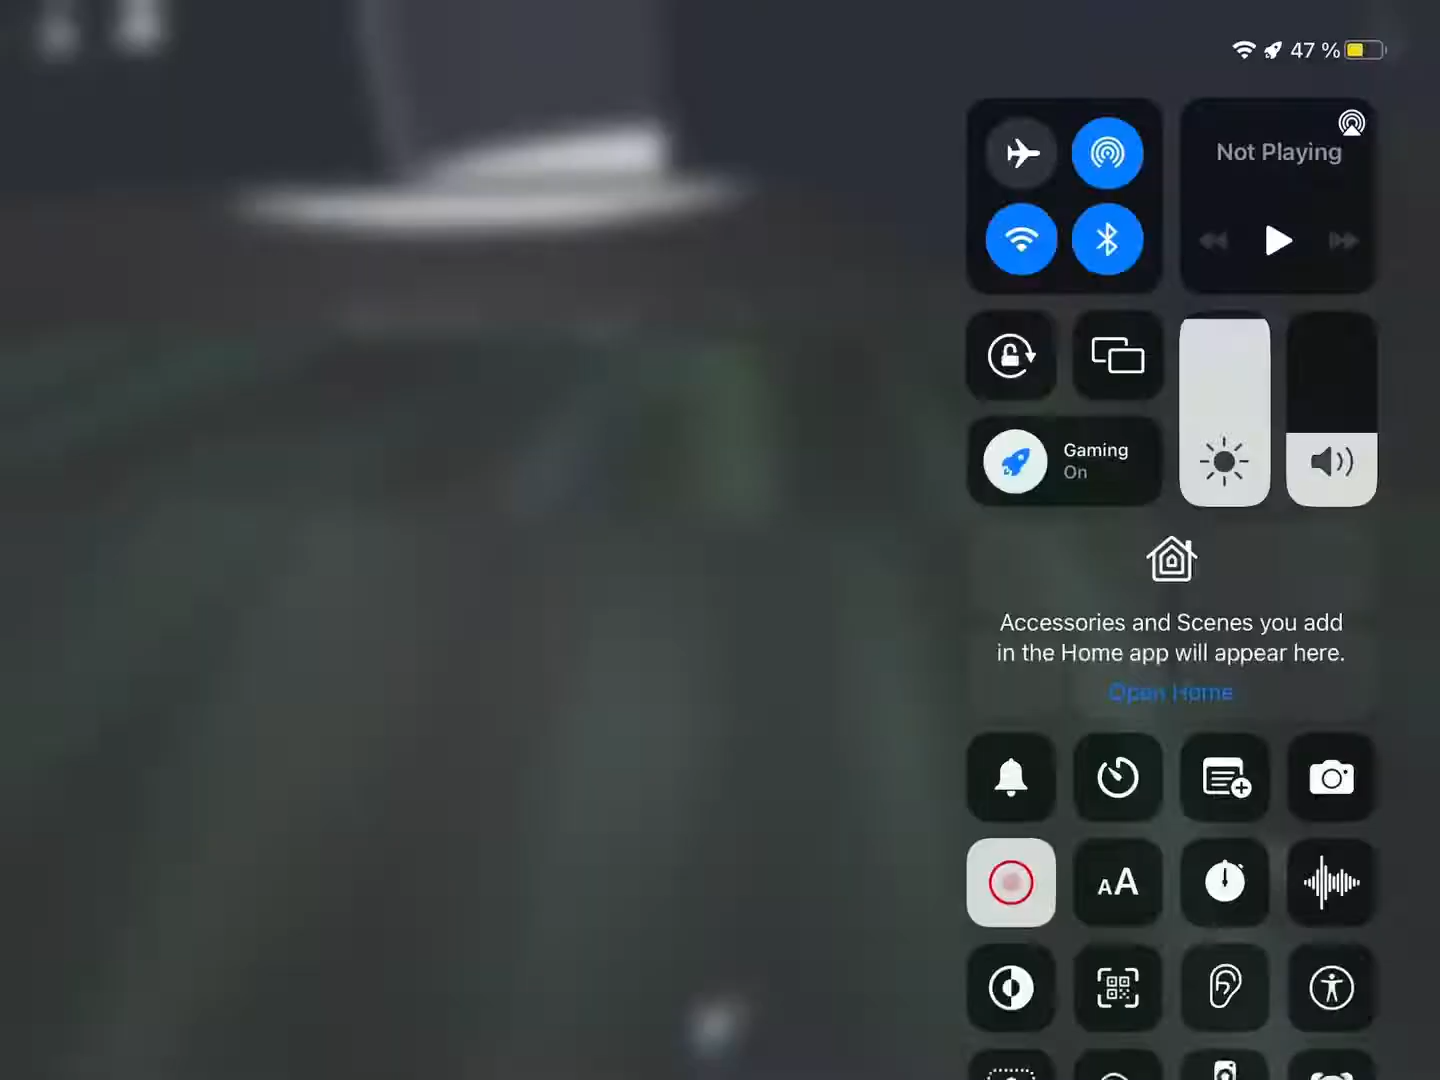 47 %
Not Playing
Gaming
On
Accessories and Scenes you add
in the Home app will appear here.
Open Home
AA